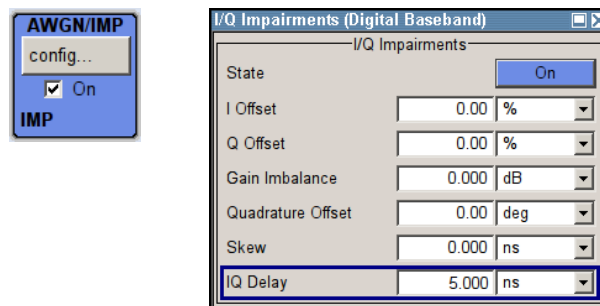 AWGN/IMP
config...
On
IMP
I/Q Impairments (Digital Baseband)
I/Q Impairments
State On
I Offset 0.00 %
Q Offset 0.00 %
Gain Imbalance 0.000 dB
Quadrature Offset 0.00 deg
Skew 0.000 ns
IQ Delay 5.000 ns